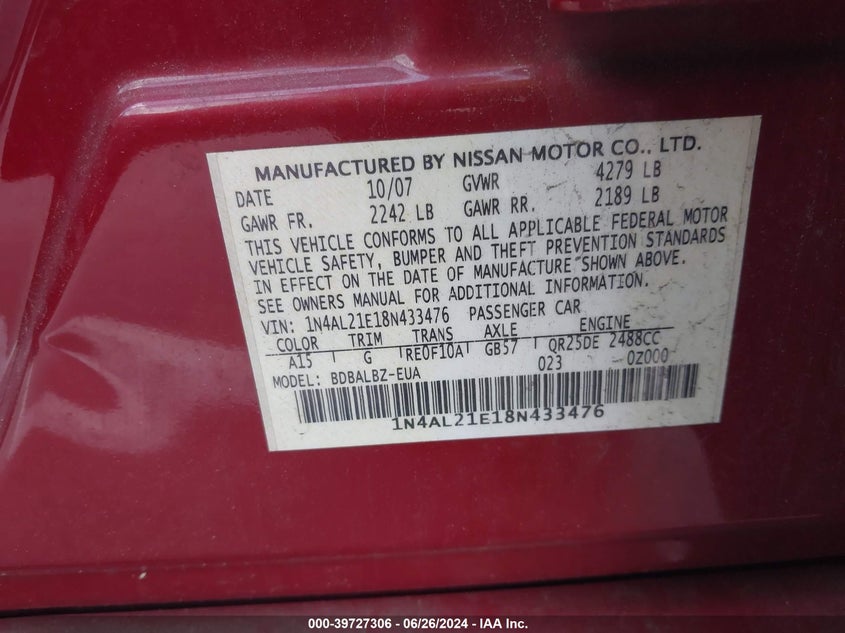 MANUFACTURED BY NISSAN MOTOR CO., LTD.
DATE 10/07 GVWR 4279 LB
GAWR FR. 2242 LB GAWR RR. 2189 LB
THIS VEHICLE CONFORMS TO ALL APPLICABLE FEDERAL MOTOR
VEHICLE SAFETY, BUMPER AND THEFT PREVENTION STANDARDS
IN EFFECT ON THE DATE OF MANUFACTURE SHOWN ABOVE.
SEE OWNERS MANUAL FOR ADDITIONAL INFORMATION.
VIN: 1N4AL21E18N433476 PASSENGER CAR
COLOR TRIM TRANS AXLE ENGINE
A15 G RE0F10A GB57 QR25DE 2488CC
MODEL: BDBALBZ-EUA 023 0Z000
1N4AL21E18N433476
000-39727306 / 06/26/2024 - IAA Inc.